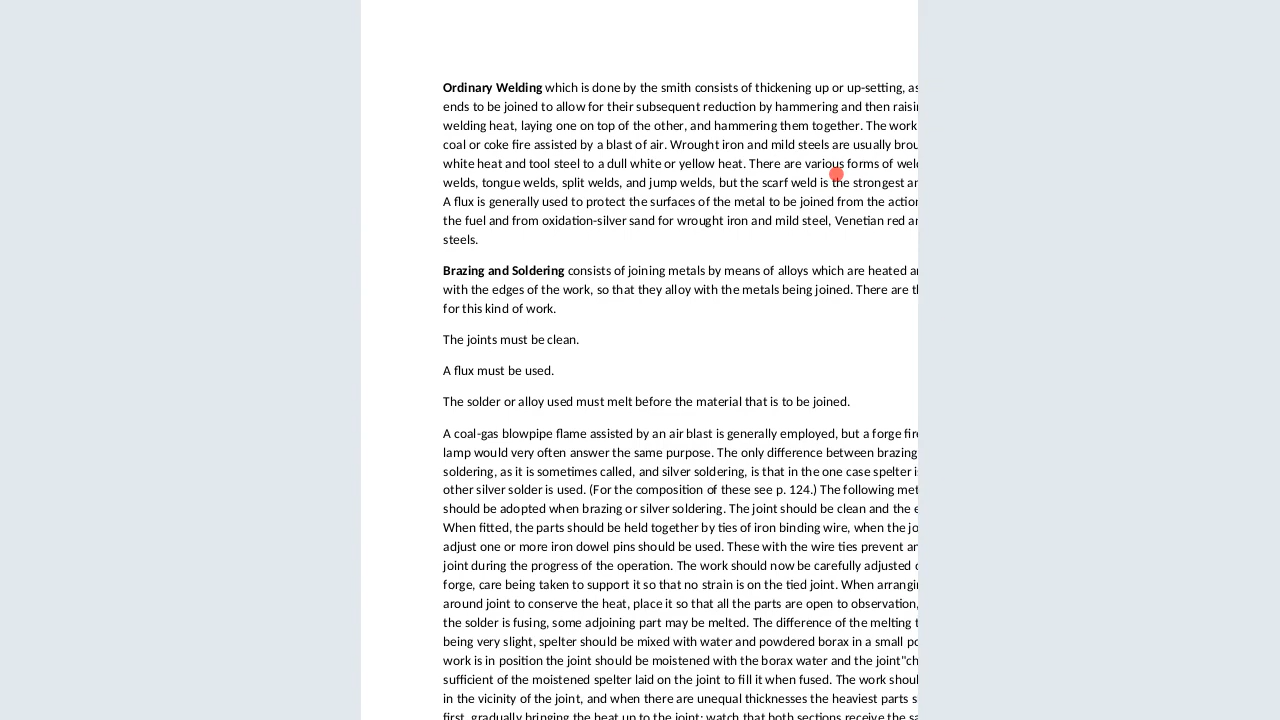 Ordinary Welding which is done by the smith consists of thickening up or up-setting, as
ends to be joined to allow for their subsequent reduction by hammering and then
welding heat, laying one on top of the other, and hammering them together. The work
coal or coke fire assisted by a blast of air. Wrought iron and mild steels are usually
white heat and tool steel to a dull white or yellow heat. There are various forms of
welds, tongue welds, split welds, and jump welds, but the scarf weld is the strongest
A flux is generally used to protect the surfaces of the metal to be joined from the
the fuel and from oxidation-silver sand for wrought iron and mild steel, Venetian red
steels.
Brazing and Soldering consists of joining metals by means of alloys which are heated
with the edges of the work, so that they alloy with the metals being joined. There are
for this kind of work.
The joints must be clean.
A flux must be used.
The solder or alloy used must melt before the material that is to be joined.
A coal-gas blowpipe flame assisted by an air blast is generally employed, but a forge
lamp would very often answer the same purpose. The only difference between brazing
soldering, as it is sometimes called, and silver soldering, is that in the one case spelter
other silver solder is used. (For the composition of these see p. 124.) The following
should be adopted when brazing or silver soldering. The joint should be clean and the
When fitted, the parts should be held together by ties of iron binding wire, when the
adjust one or more iron dowel pins should be used. These with the wire ties prevent
joint during the progress of the operation. The work should now be carefully adjusted
forge, care being taken to support it so that no strain is on the tied joint. When
around joint to conserve the heat, place it so that all the parts are open to observation,
the solder is fusing, some adjoining part may be melted. The difference of the melting
being very slight, spelter should be mixed with water and powdered borax in a small
work is in position the joint should be moistened with the borax water and the
sufficient of the moistened spelter laid on the joint to fill it when fused. The work
in the vicinity of the joint, and when there are unequal thicknesses the heaviest parts
first, gradually bringing the heat up to the joint; watch that both sections receive the